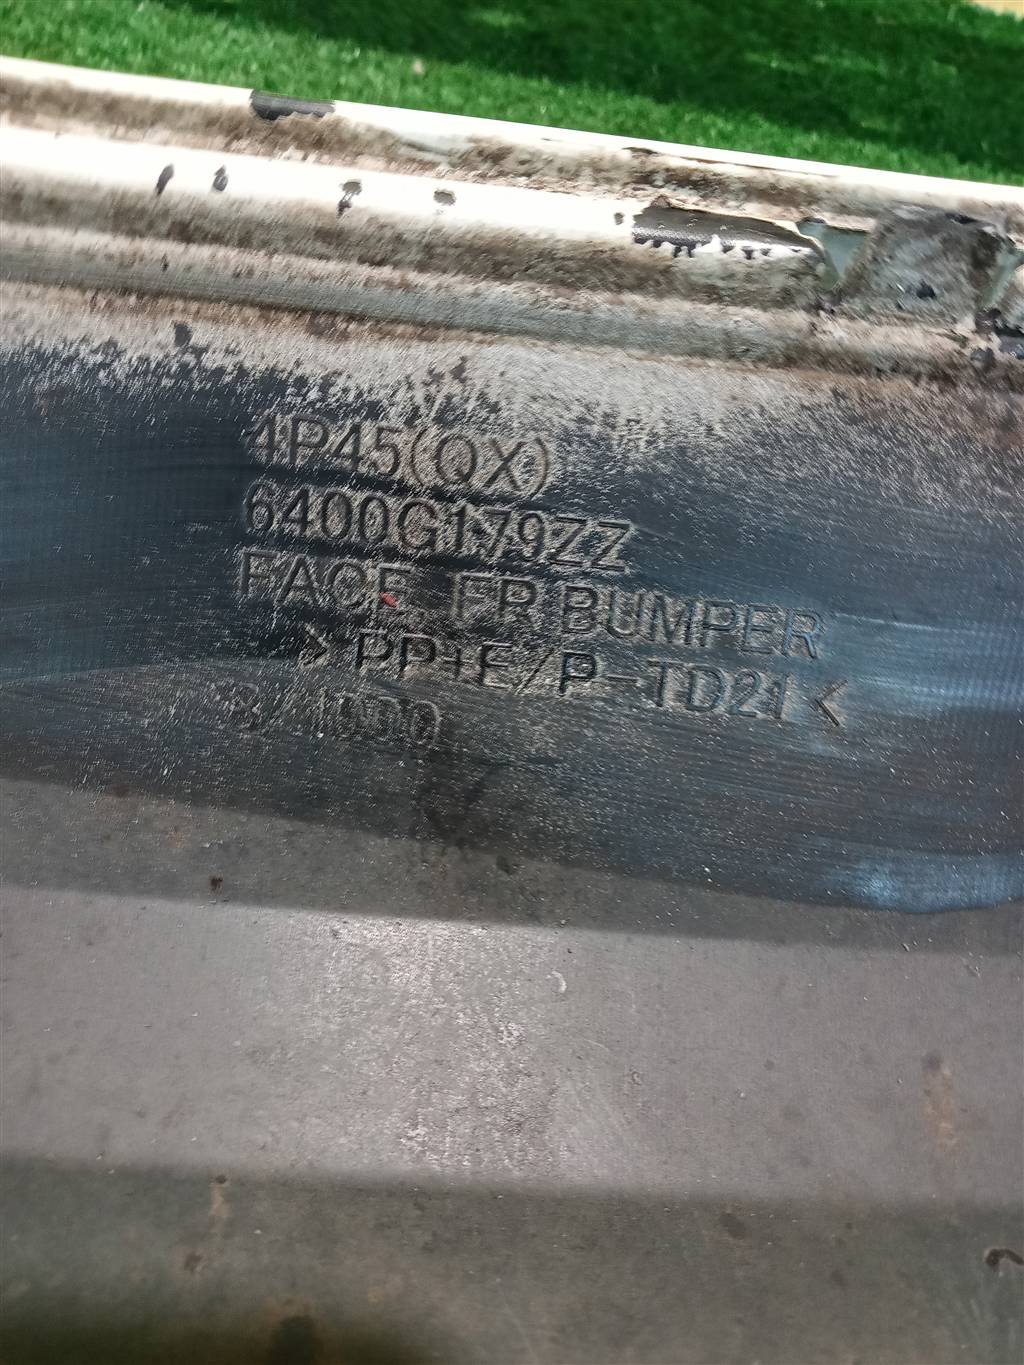 4P45(QX)
6400G179ZZ
FACE, FR BUMPER
> PP+E/P-TD21 <